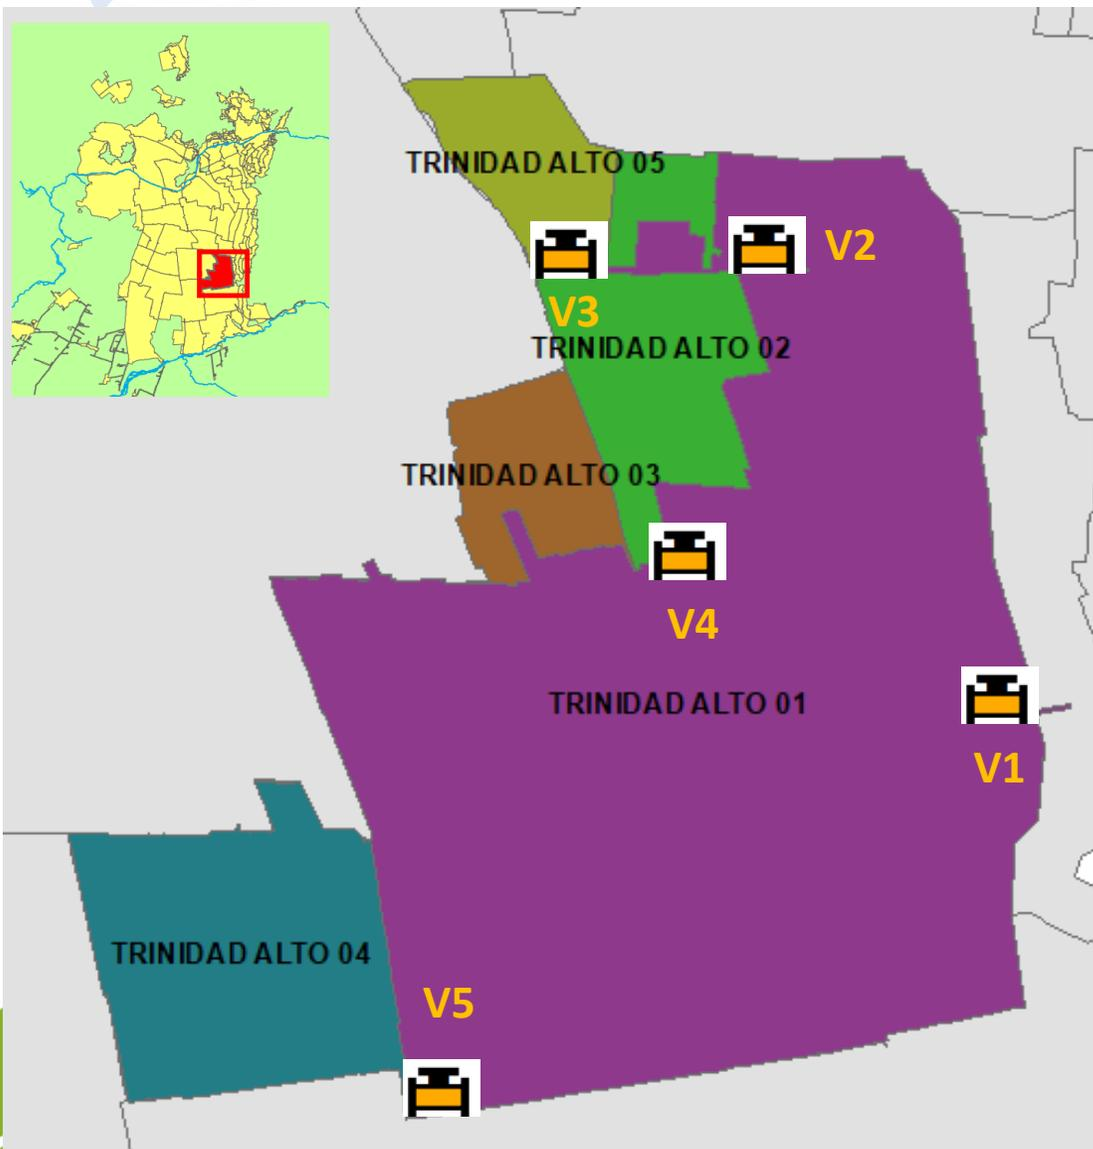 TRINIDAD ALTO 05
V2
V3
TRINIDAD ALTO 02
TRINIDAD ALTO 03
V4
TRINIDAD ALTO 01
V1
TRINIDAD ALTO 04
V5